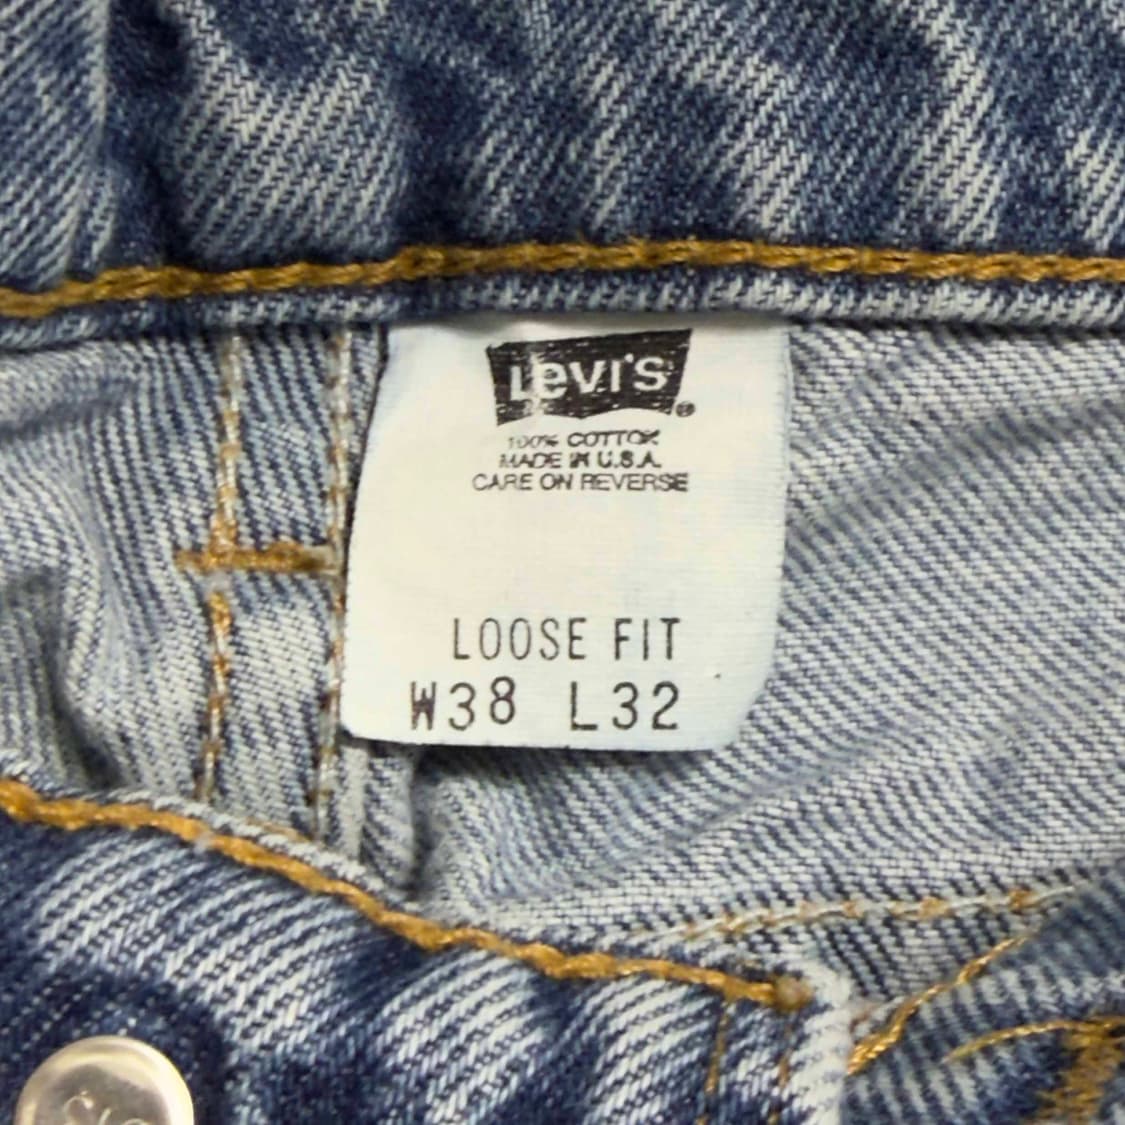 Levi's®
100% COTTON
MADE IN U.S.A.
CARE ON REVERSE
LOOSE FIT
W38 L32